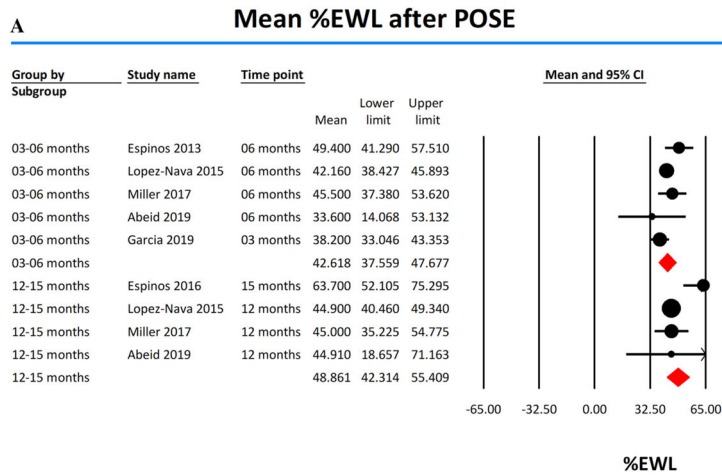 A
Mean %EWL after POSE
Group by Study name Time point Mean and 95% CI
Subgroup
Lower Upper
Mean limit limit
03-06 months Espinos 2013 06 months 49.400 41.290 57.510
03-06 months Lopez-Nava 2015 06 months 42.160 38.427 45.893
03-06 months Miller 2017 06 months 45.500 37.380 53.620
03-06 months Abeid 2019 06 months 33.600 14.068 53.132
03-06 months Garcia 2019 03 months 38.200 33.046 43.353
03-06 months 42.618 37.559 47.677
12-15 months Espinos 2016 15 months 63.700 52.105 75.295
12-15 months Lopez-Nava 2015 12 months 44.900 40.460 49.340
12-15 months Miller 2017 12 months 45.000 35.225 54.775
12-15 months Abeid 2019 12 months 44.910 18.657 71.163
12-15 months 48.861 42.314 55.409
-65.00 -32.50 0.00 32.50 65.00
%EWL